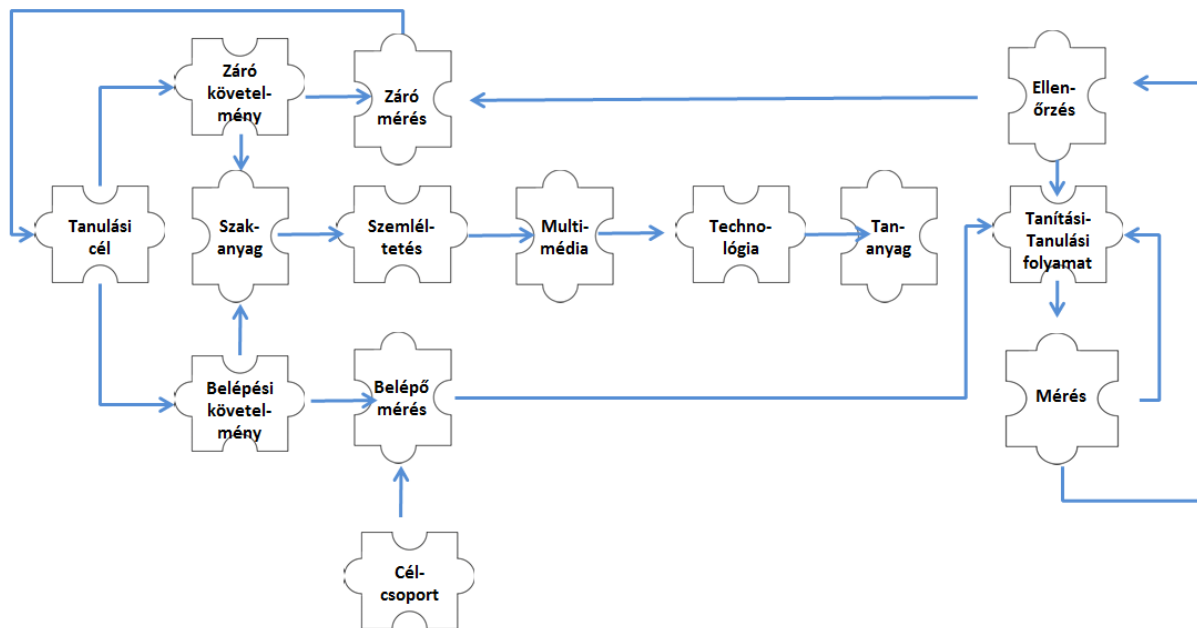 Záró
követel-
mény
Záró
mérés
Ellen-
őrzés
Tanulási
cél
Szak-
anyag
Szemlél-
tetés
Multi-
média
Techno-
lógia
Tan-
anyag
Tanítási-
Tanulási
folyamat
Belépési
követel-
mény
Belépő
mérés
Mérés
Cél-
csoport